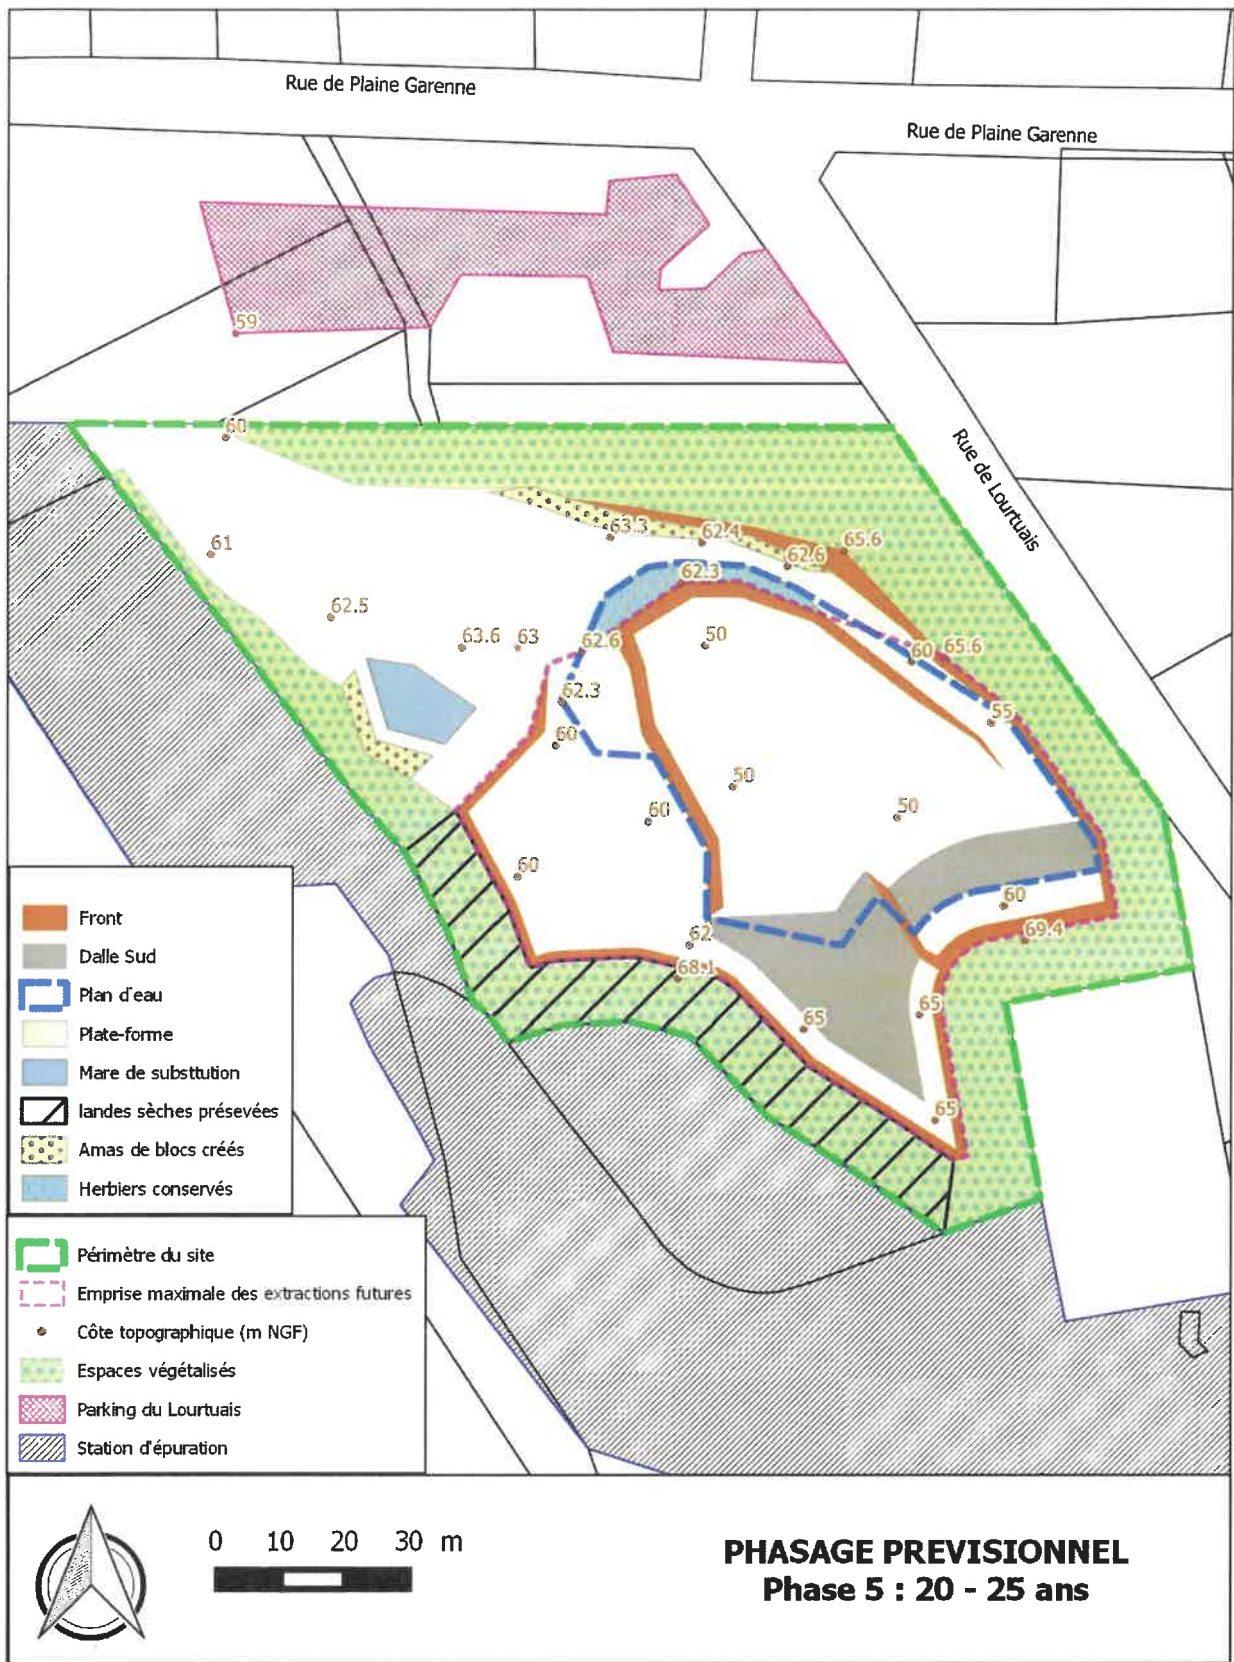 Rue de Plaine Garenne
Rue de Plaine Garenne
59
60
Rue de Lourtuais
61
63.3
62.4
65.6
62.6
62.3
62.5
63.6
63
62.6
50
60
65.6
62.3
55
60
50
60
50
60
60
62
69.4
68.1
65
65
65
Front
Dalle Sud
Plan d'eau
Plate-forme
Mare de substtution
landes sèches présevées
Amas de blocs créés
Herbiers conservés
Périmètre du site
Emprise maximale des extractions futures
Côte topographique (m NGF)
Espaces végétalisés
Parking du Lourtuais
Station d'épuration
0 10 20 30 m
PHASAGE PREVISIONNEL
Phase 5 : 20 - 25 ans